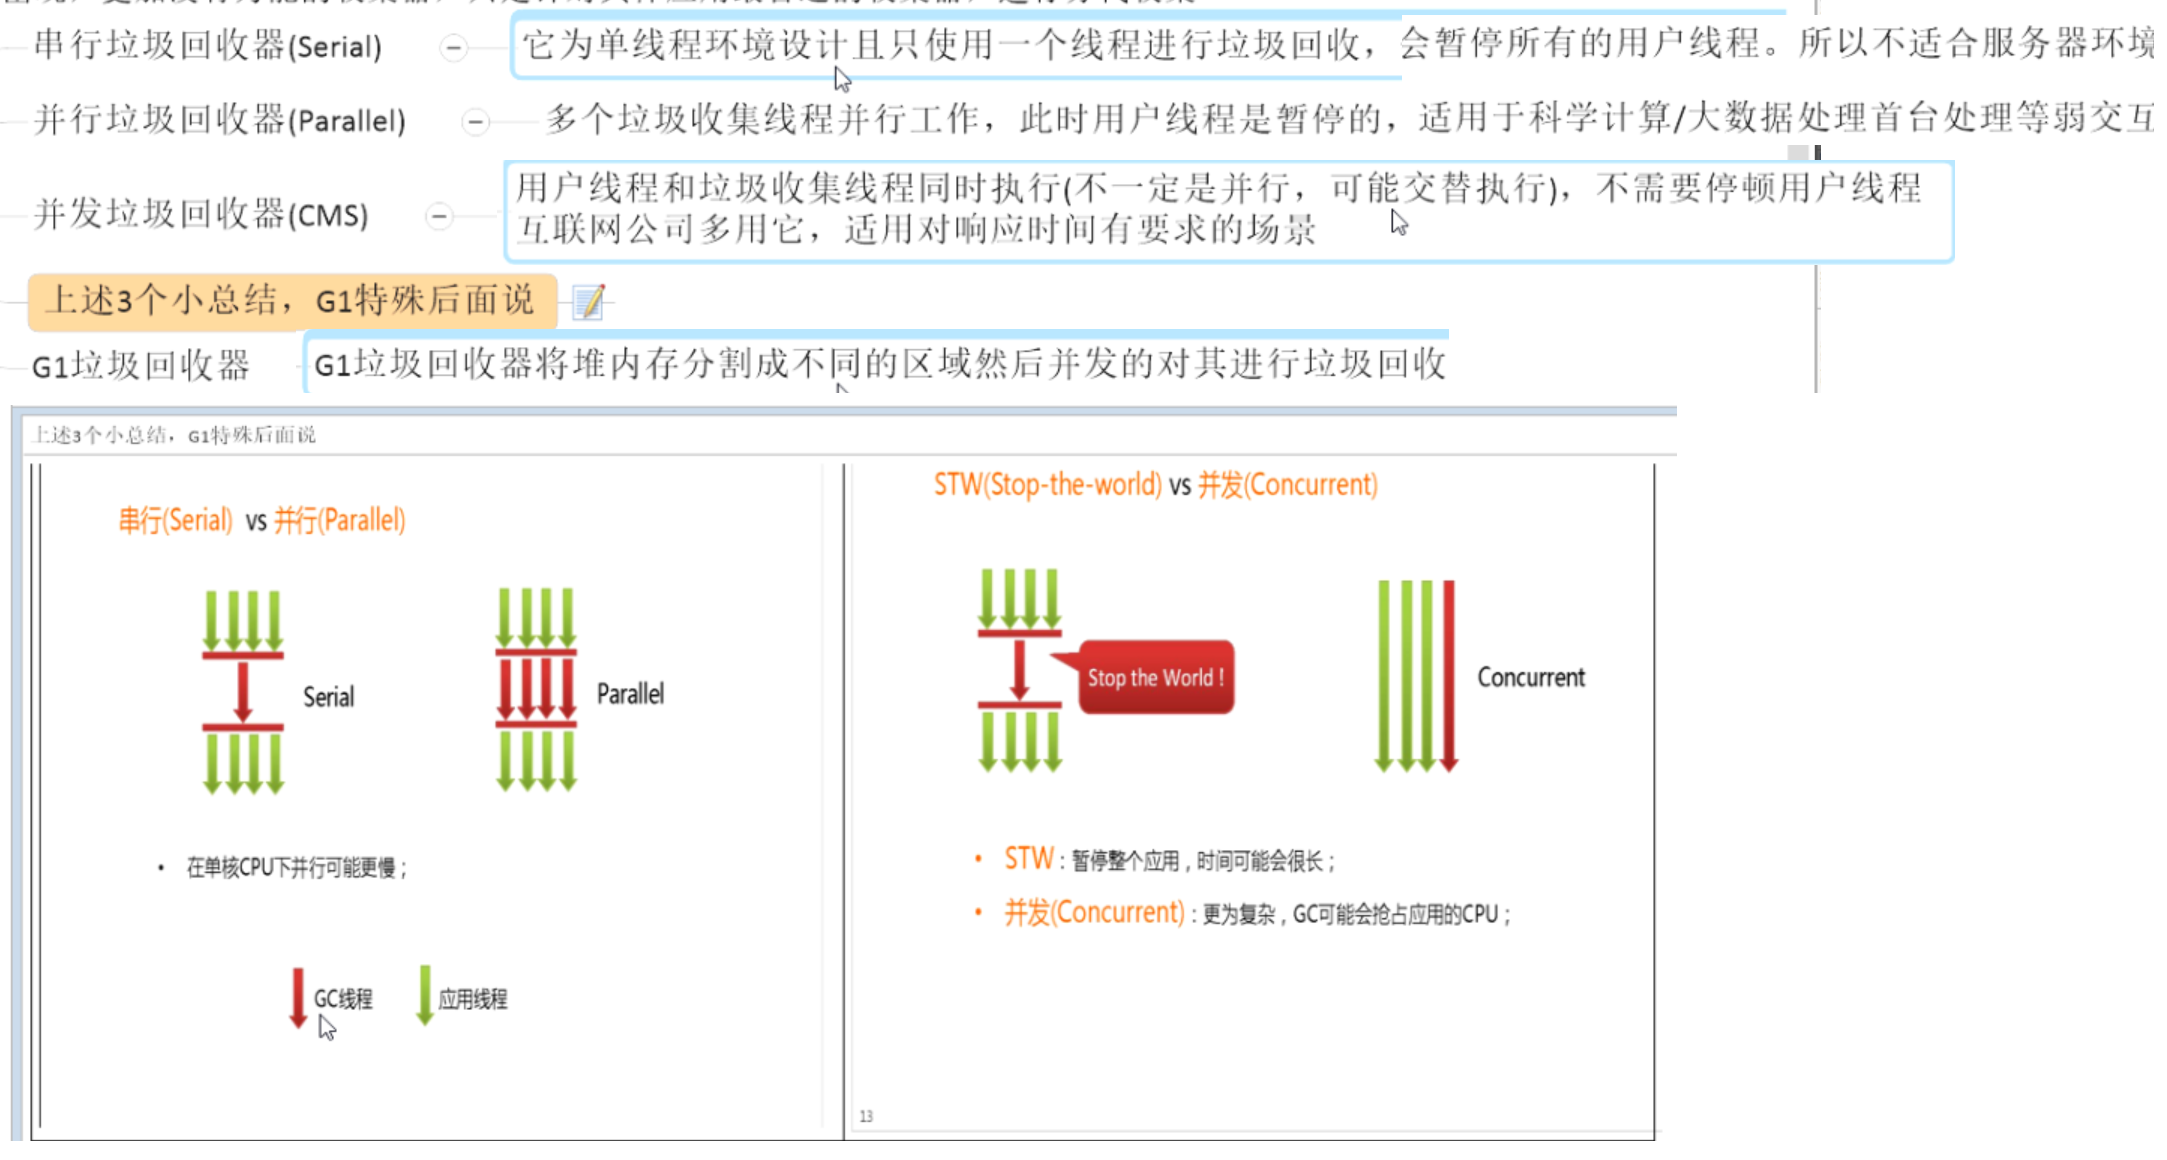 串行垃圾回收器(Serial) 它为单线程环境设计且只使用一个线程进行垃圾回收，会暂停所有的用户线程。所以不适合服务器环境
并行垃圾回收器(Parallel) 多个垃圾收集线程并行工作，此时用户线程是暂停的，适用于科学计算/大数据处理首台处理等弱交互
并发垃圾回收器(CMS) 用户线程和垃圾收集线程同时执行(不一定是并行，可能交替执行)，不需要停顿用户线程
互联网公司多用它，适用对响应时间有要求的场景
上述3个小总结，G1特殊后面说
G1垃圾回收器 G1垃圾回收器将堆内存分割成不同的区域然后并发的对其进行垃圾回收
上述3个小总结，G1特殊后面说
串行(Serial) vs 并行(Parallel)
Serial
Parallel
• 在单核CPU下并行可能更慢；
GC线程
应用线程
STW(Stop-the-world) vs 并发(Concurrent)
Stop the World !
Concurrent
• STW：暂停整个应用，时间可能会很长；
• 并发(Concurrent)：更为复杂，GC可能会抢占应用的CPU；
13